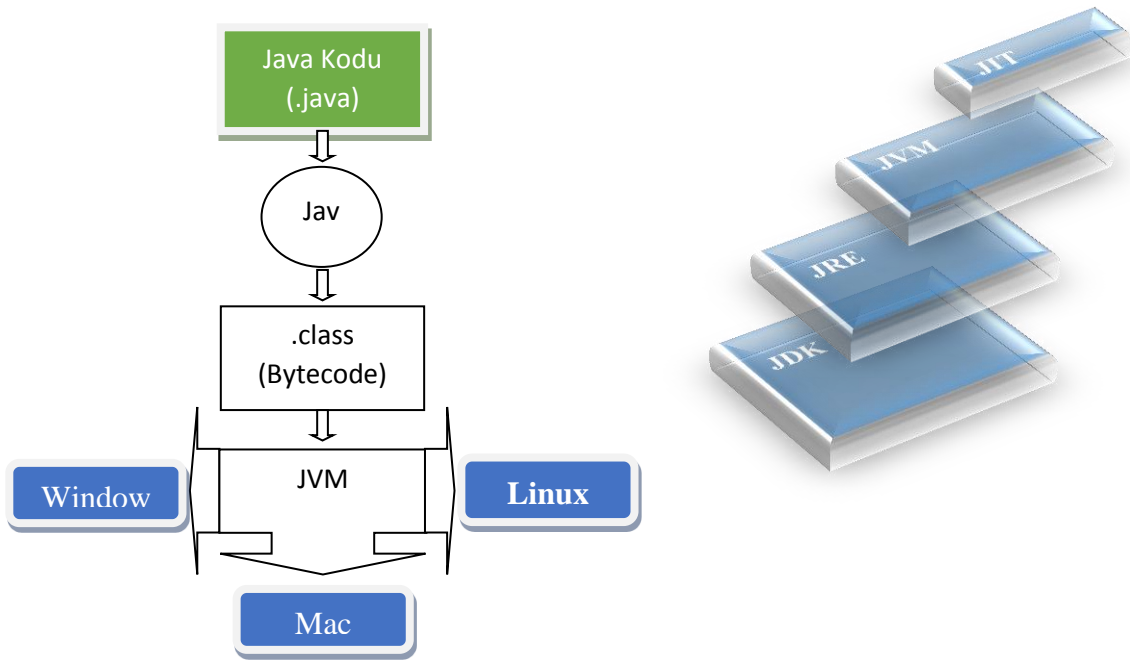 Java Kodu
(.java)
Jav
.class
(Bytecode)
JVM
Window
Linux
Mac
JIT
JVM
JRE
JDK